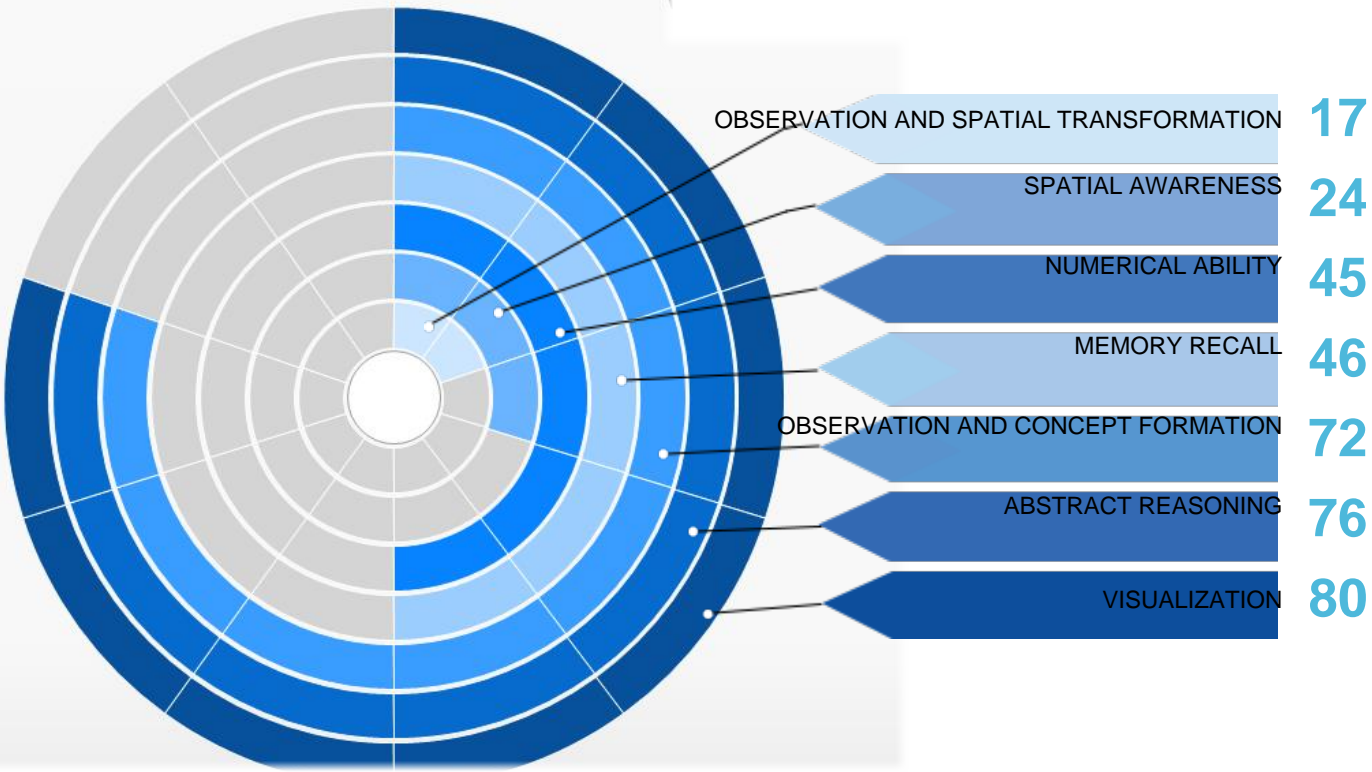 OBSERVATION AND SPATIAL TRANSFORMATION 17
SPATIAL AWARENESS 24
NUMERICAL ABILITY 45
MEMORY RECALL 46
OBSERVATION AND CONCEPT FORMATION 72
ABSTRACT REASONING 76
VISUALIZATION 80